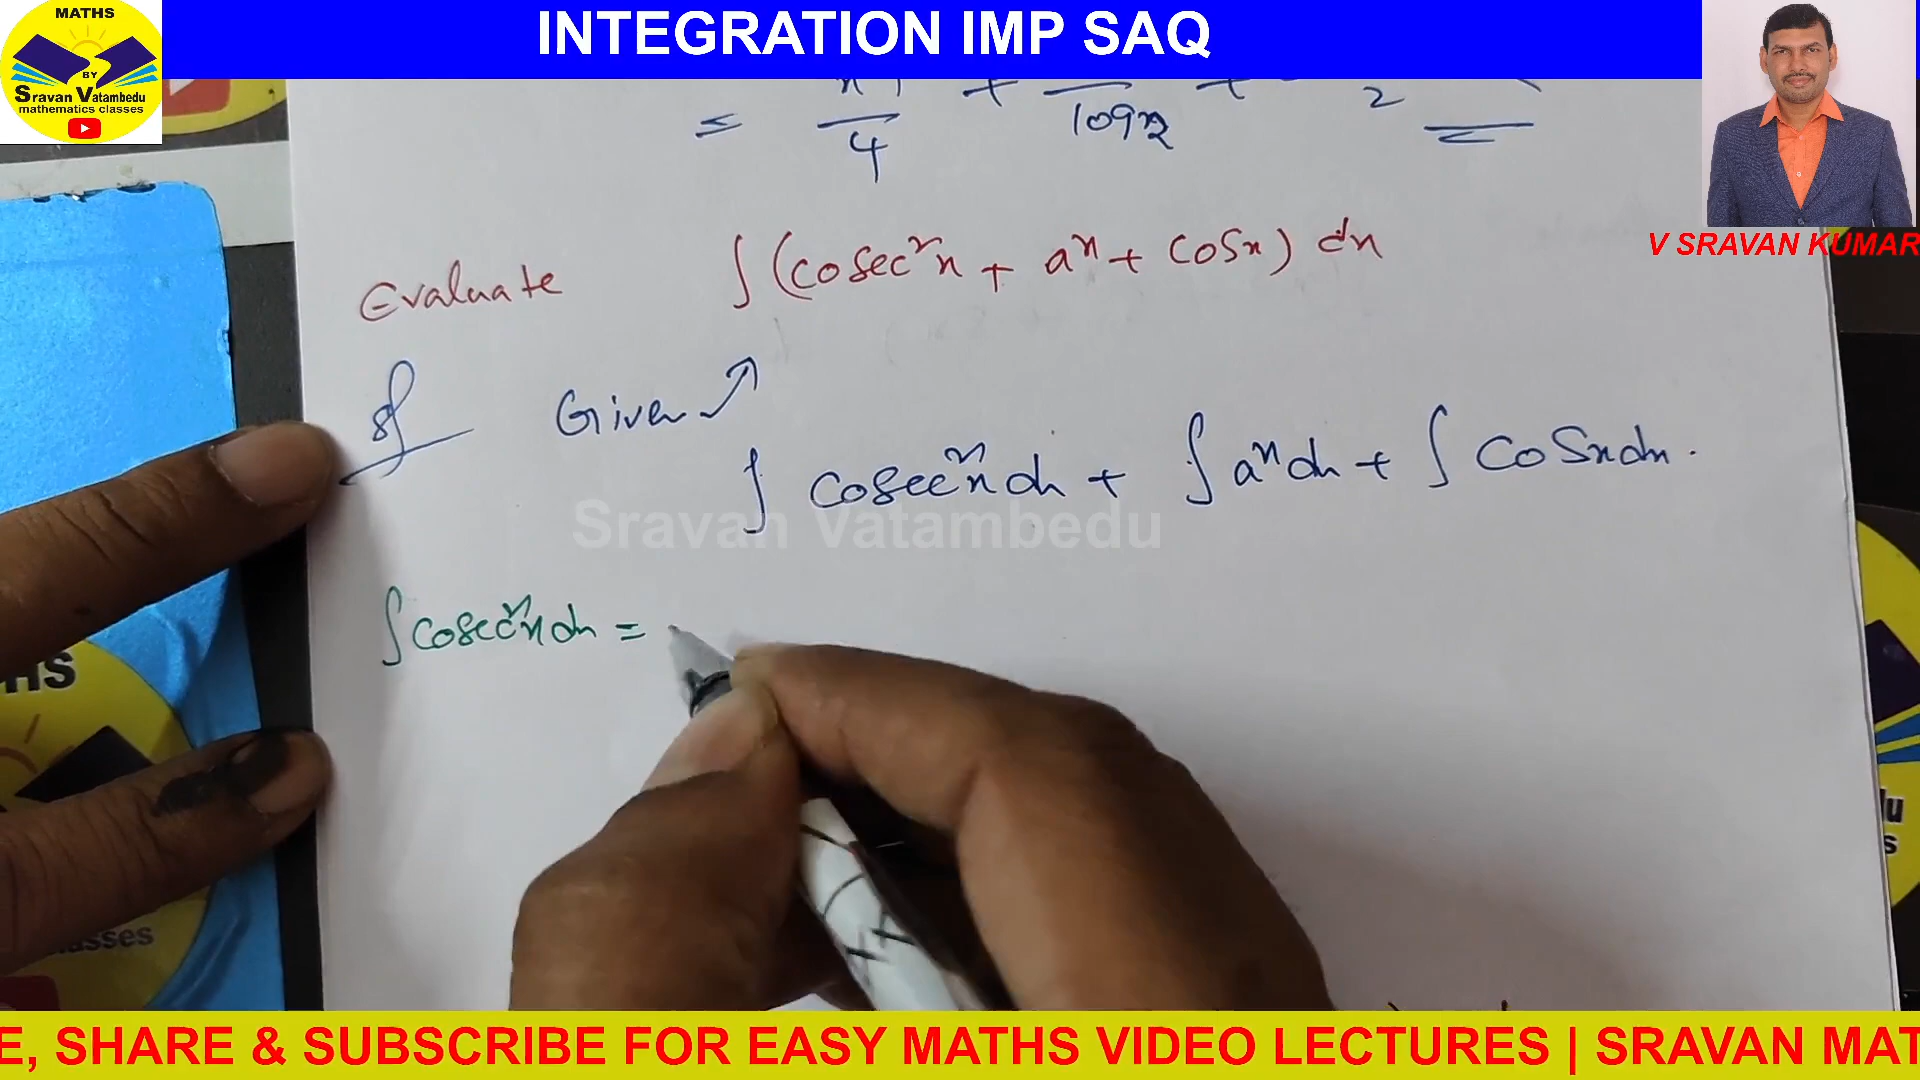 MATHS
BY
Sravan Vatambedu
mathematics classes
INTEGRATION IMP SAQ
V SRAVAN KUMAR
= 4 + 2
Evaluate ∫ (cosec²x + aˣ + cosx) dx
Sol Given ↗
∫ cosec²x dx + ∫ aˣ dx + ∫ cosx dx.
Sravan Vatambedu
∫ cosec²x dx =
E, SHARE & SUBSCRIBE FOR EASY MATHS VIDEO LECTURES | SRAVAN MAT